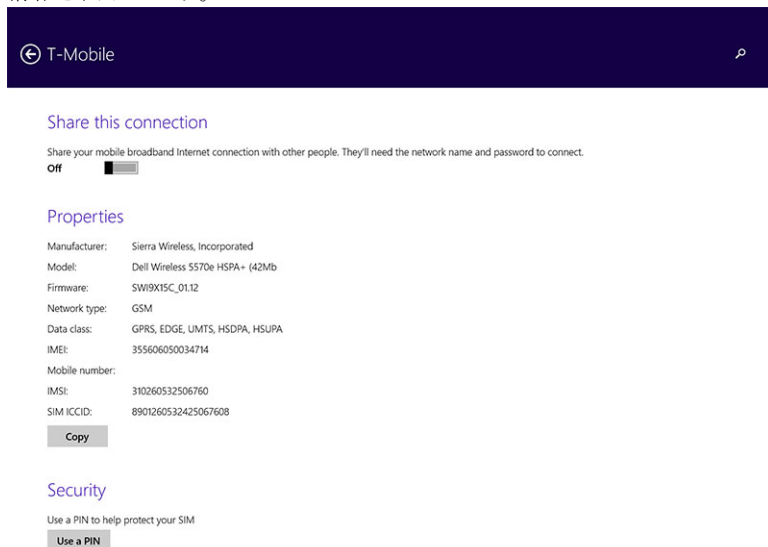 T-Mobile
Share this connection
Share your mobile broadband Internet connection with other people. They'll need the network name and password to connect.
Off
Properties
Manufacturer: Sierra Wireless, Incorporated
Model: Dell Wireless 5570e HSPA+ (42Mb
Firmware: SWI9X15C_01.12
Network type: GSM
Data class: GPRS, EDGE, UMTS, HSDPA, HSUPA
IMEI: 355606050034714
Mobile number:
IMSI: 310260532506760
SIM ICCID: 8901260532425067608
Copy
Security
Use a PIN to help protect your SIM
Use a PIN